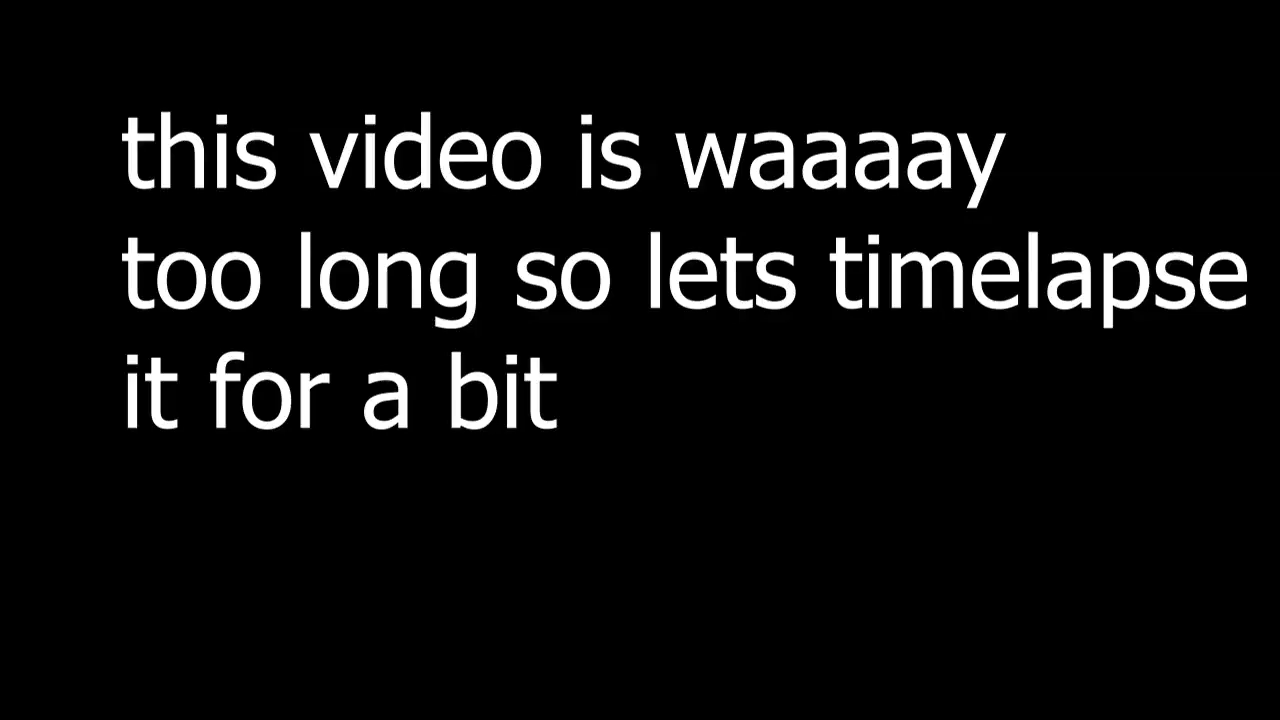 this video is waaaay
too long so lets timelapse
it for a bit